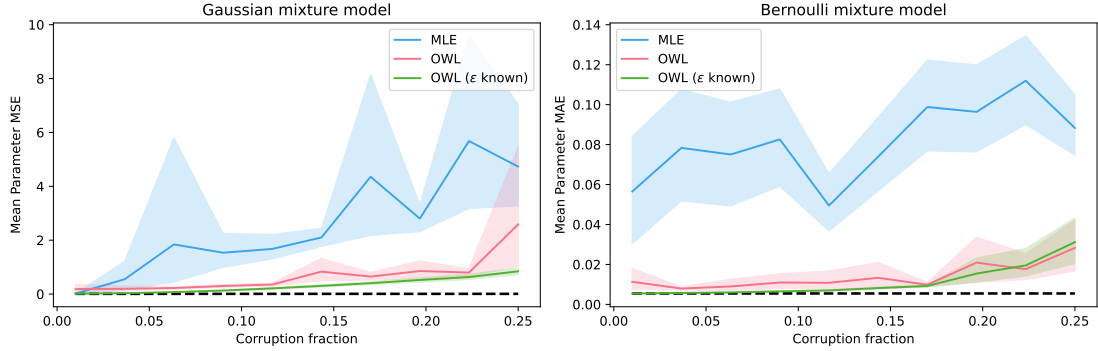 Gaussian mixture model
Mean Parameter MSE
10
8
6
4
2
0
MLE
OWL
OWL (ε known)
0.00
0.05
0.10
0.15
0.20
0.25
Corruption fraction
Bernoulli mixture model
Mean Parameter MAE
0.14
0.12
0.10
0.08
0.06
0.04
0.02
0.00
MLE
OWL
OWL (ε known)
0.00
0.05
0.10
0.15
0.20
0.25
Corruption fraction